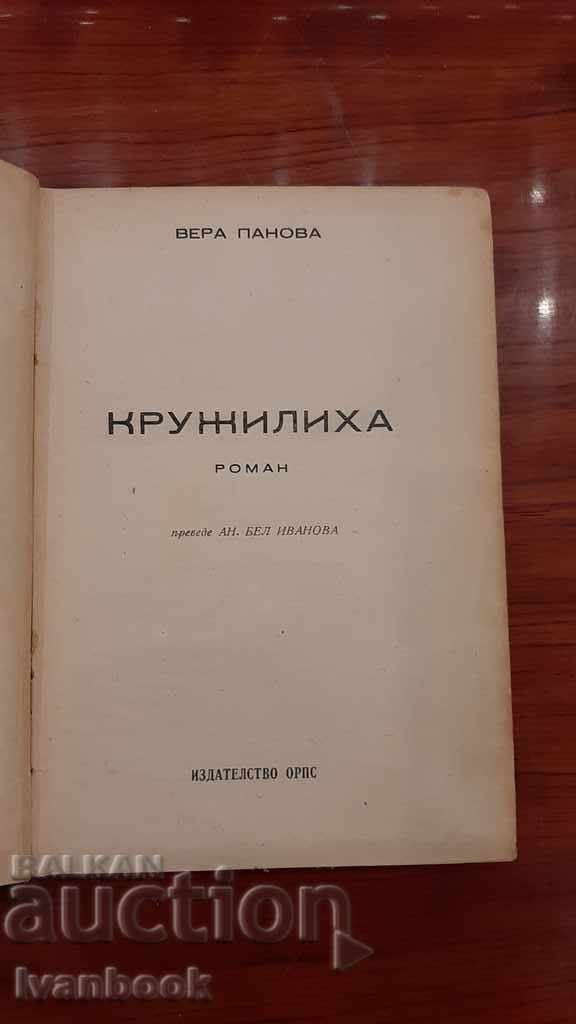 ВЕРА ПАНОВА
КРУЖИЛИХА
РОМАН
преведе АН. БЕЛ ИВАНОВА
ИЗДАТЕЛСТВО ОРПС
BALKAN
auction
Ivanbook